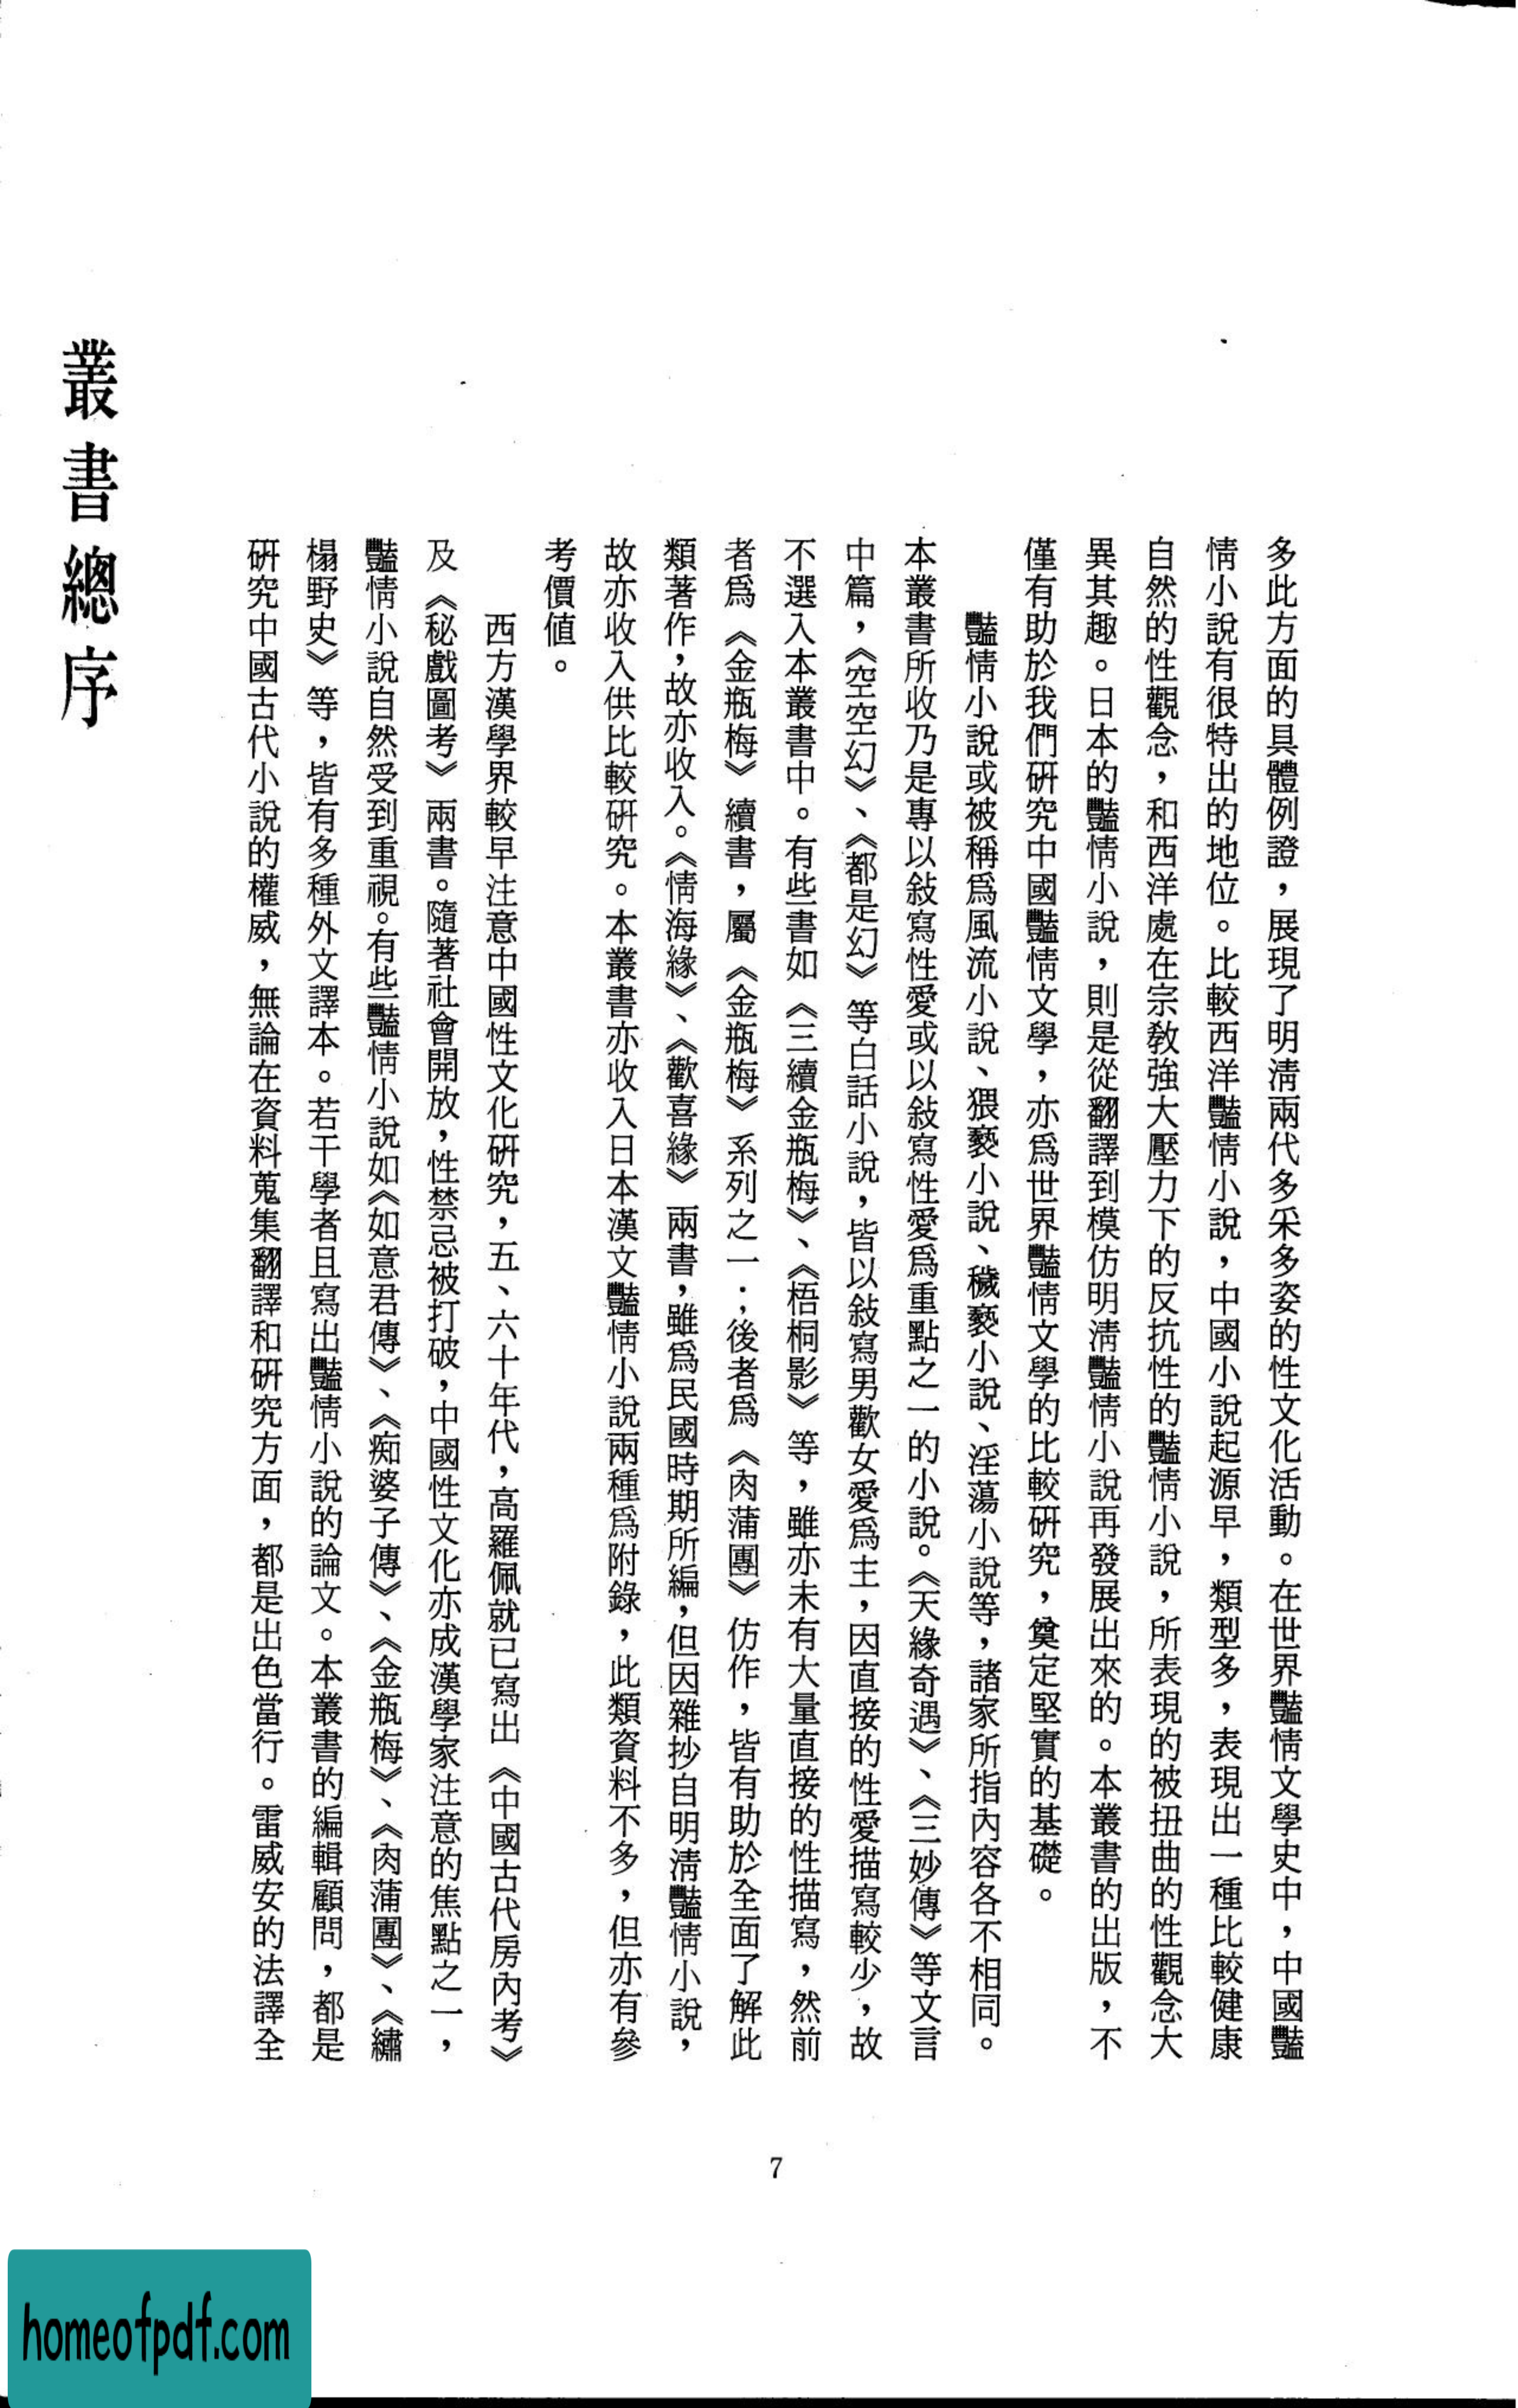 多此方面的具體例證，展現了明清兩代多采多姿的性文化活動。在世界豔情文學史中，中國豔
情小說有很特出的地位。比較西洋豔情小說，中國小說起源早，類型多，表現出一種比較健康
自然的性觀念，和西洋處在宗教強大壓力下的反抗性的豔情小說，所表現的被扭曲的性觀念大
異其趣。日本的豔情小說，則是從翻譯到模仿明清豔情小說再發展出來的。本叢書的出版，不
僅有助於我們研究中國豔情文學，亦爲世界豔情文學的比較研究，奠定堅實的基礎。
豔情小說或被稱爲風流小說、猥褻小說、穢褻小說、淫蕩小說等，諸家所指內容各不相同。
本叢書所收乃是專以敍寫性愛或以敍寫性愛爲重點之一的小說。《天緣奇遇》、《三妙傳》等文言
中篇，《空空幻》、《都是幻》等白話小說，皆以敍寫男歡女愛爲主，因直接的性愛描寫較少，故
不選入本叢書中。有些書如《三續金瓶梅》、《梧桐影》等，雖亦未有大量直接的性描寫，然前
者爲《金瓶梅》續書，屬《金瓶梅》系列之一；後者爲《肉蒲團》仿作，皆有助於全面了解此
類著作，故亦收入。《情海緣》、《歡喜緣》兩書，雖爲民國時期所編，但因雜抄自明清豔情小說，
故亦收入供比較研究。本叢書亦收入日本漢文豔情小說兩種爲附錄，此類資料不多，但亦有參
考價值。
西方漢學界較早注意中國性文化研究，五、六十年代，高羅佩就已寫出《中國古代房內考》
及《秘戲圖考》兩書。隨著社會開放，性禁忌被打破，中國性文化亦成漢學家注意的焦點之一，
豔情小說自然受到重視。有些豔情小說如《如意君傳》、《痴婆子傳》、《金瓶梅》、《肉蒲團》、《繡
榻野史》等，皆有多種外文譯本。若干學者且寫出豔情小說的論文。本叢書的編輯顧問，都是
研究中國古代小說的權威，無論在資料蒐集翻譯和研究方面，都是出色當行。雷威安的法譯全
叢書總序
7
homeofpdf.com